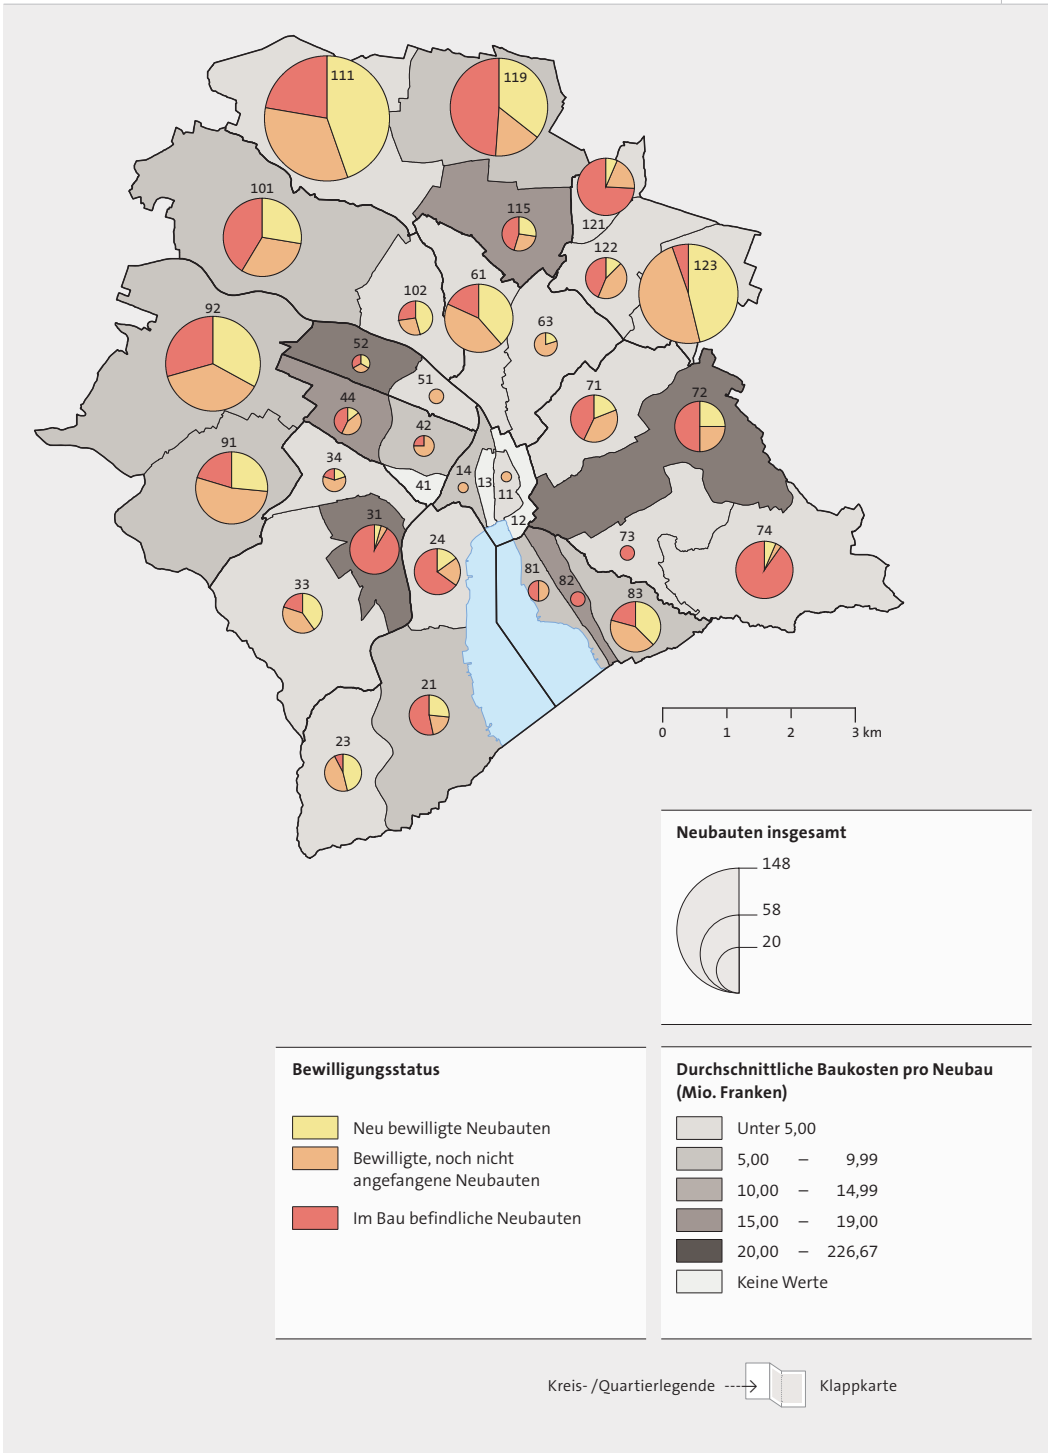 111
119
101
115
121
122
123
61
102
63
92
52
51
71
72
44
42
91
34
14
13
11
41
12
31
24
73
74
81
82
83
33
21
23
0 1 2 3 km
Neubauten insgesamt
148
58
20
Bewilligungsstatus
Neu bewilligte Neubauten
Bewilligte, noch nicht
angefangene Neubauten
Im Bau befindliche Neubauten
Durchschnittliche Baukosten pro Neubau
(Mio. Franken)
Unter 5,00
5,00 – 9,99
10,00 – 14,99
15,00 – 19,00
20,00 – 226,67
Keine Werte
Kreis- /Quartierlegende Klappkarte